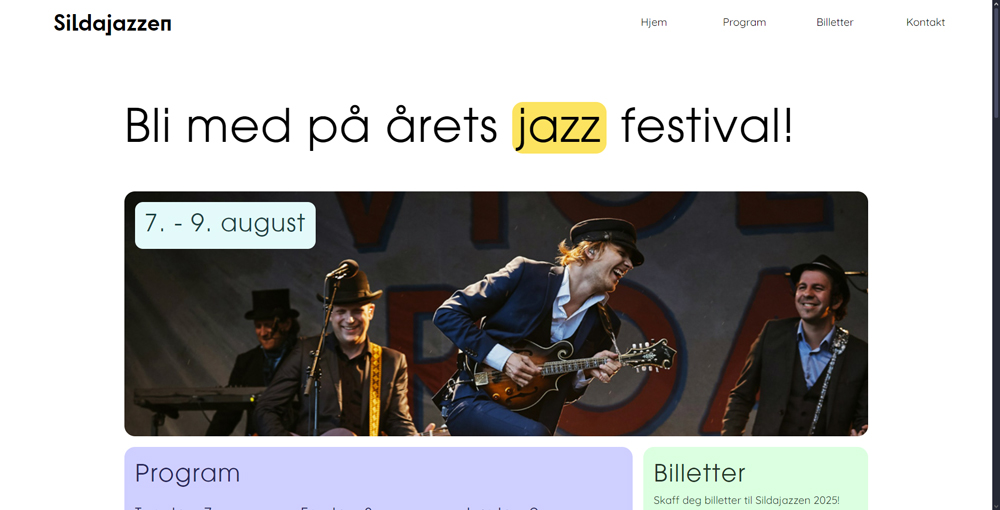 Sildajazzen
Hjem Program Billetter Kontakt
Bli med på årets jazz festival!
7. - 9. august
Program
Billetter
Skaff deg billetter til Sildajazzen 2025!